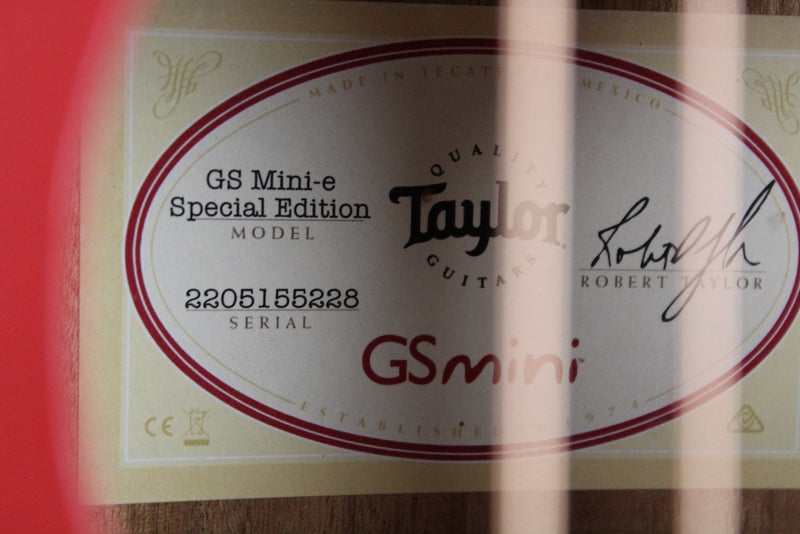 MADE IN TECATE, MEXICO
GS Mini-e
Special Edition
MODEL
2205155228
SERIAL
QUALITY
Taylor
GUITARS
ROBERT TAYLOR
GSmini™
ESTABLISHED 1974
CE